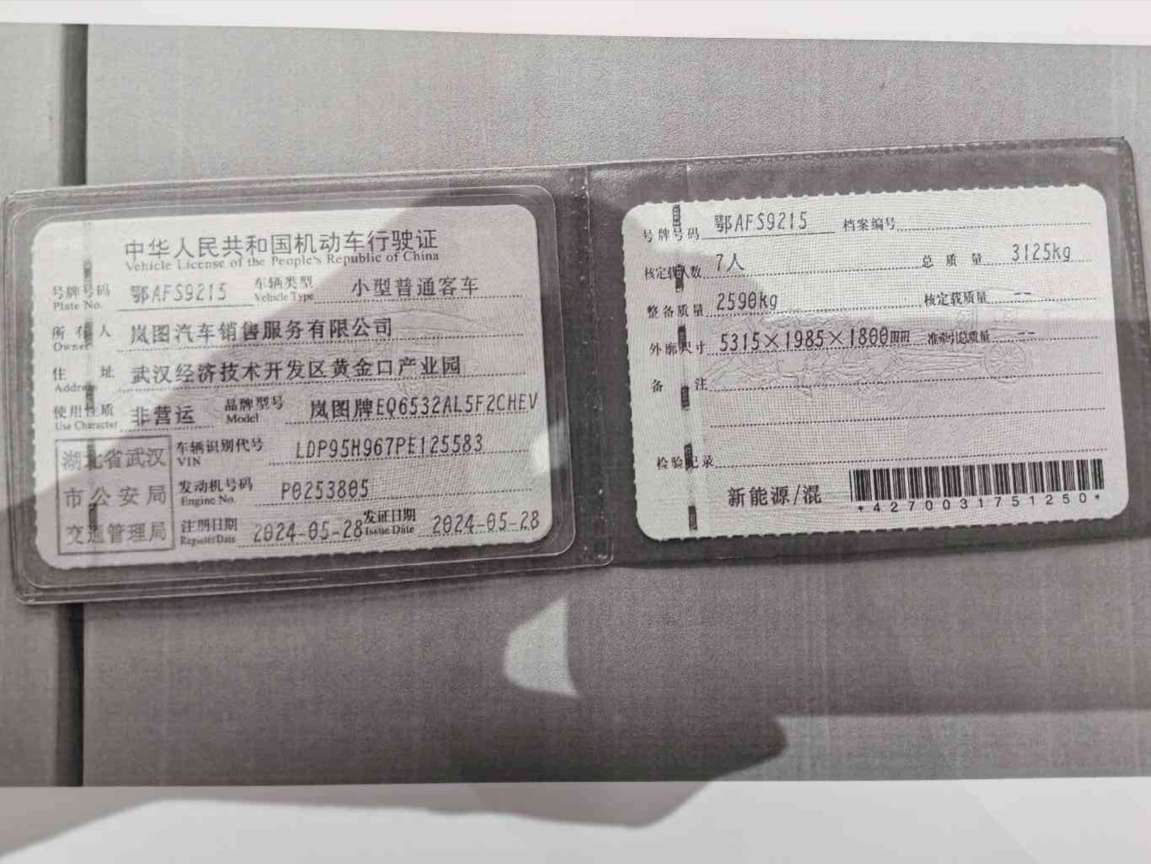 中华人民共和国机动车行驶证
Vehicle License of the People's Republic of China
号牌号码 鄂AFS9215 车辆类型 小型普通客车
Plate No. Vehicle Type
所有人 岚图汽车销售服务有限公司
Owner
住址 武汉经济技术开发区黄金口产业园
Address
使用性质 非营运 品牌型号 岚图牌EQ6532AL5F2CHEV
Use Character Model
湖北省武汉
市公安局
交通管理局
车辆识别代号 LDP95H967PE125583
VIN
发动机号码 P0253805
Engine No.
注册日期 2024-05-28 发证日期 2024-05-28
Register Date Issue Date
号牌号码 鄂AFS9215 档案编号
核定载人数 7人 总质量 3125kg
整备质量 2590kg 核定载质量 --
外廓尺寸 5315×1985×1800mm 准牵引总质量 --
备注
检验记录
新能源/混
*4270031751250*